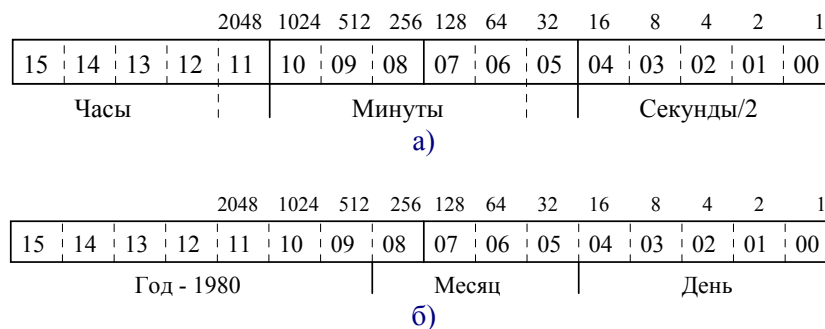 2048 1024 512 256 128 64 32 16 8 4 2 1
15 14 13 12 11 10 09 08 07 06 05 04 03 02 01 00
Часы Минуты Секунды/2
а)
2048 1024 512 256 128 64 32 16 8 4 2 1
15 14 13 12 11 10 09 08 07 06 05 04 03 02 01 00
Год - 1980 Месяц День
б)